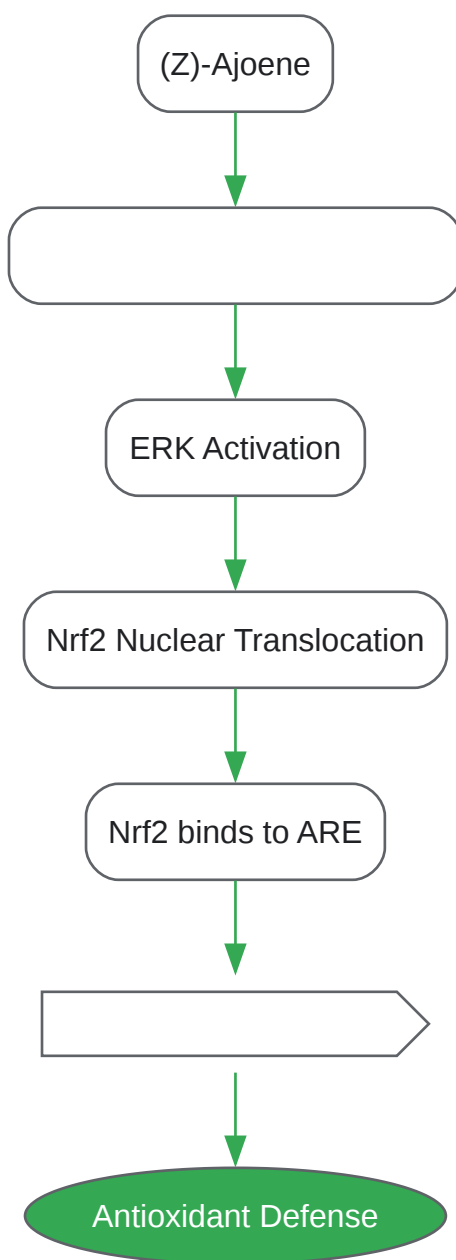 (Z)-Ajoene
ERK Activation
Nrf2 Nuclear Translocation
Nrf2 binds to ARE
Antioxidant Defense